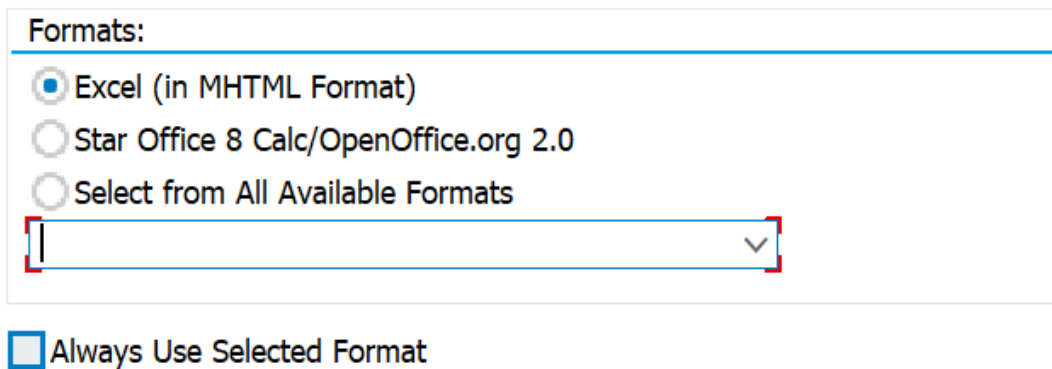 Formats:
Excel (in MHTML Format)
Star Office 8 Calc/OpenOffice.org 2.0
Select from All Available Formats
Always Use Selected Format